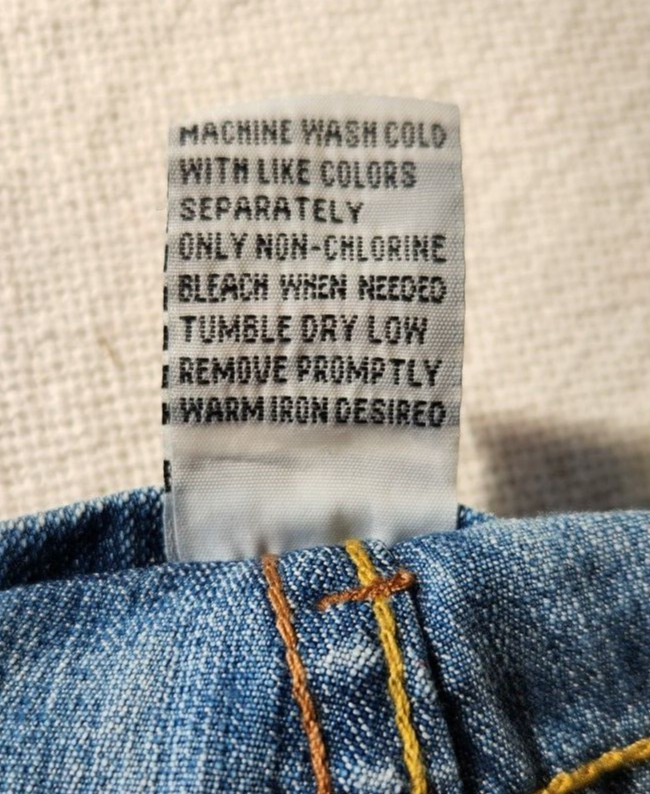 MACHINE WASH COLD
WITH LIKE COLORS
SEPARATELY
ONLY NON-CHLORINE
BLEACH WHEN NEEDED
TUMBLE DRY LOW
REMOVE PROMPTLY
WARM IRON DESIRED